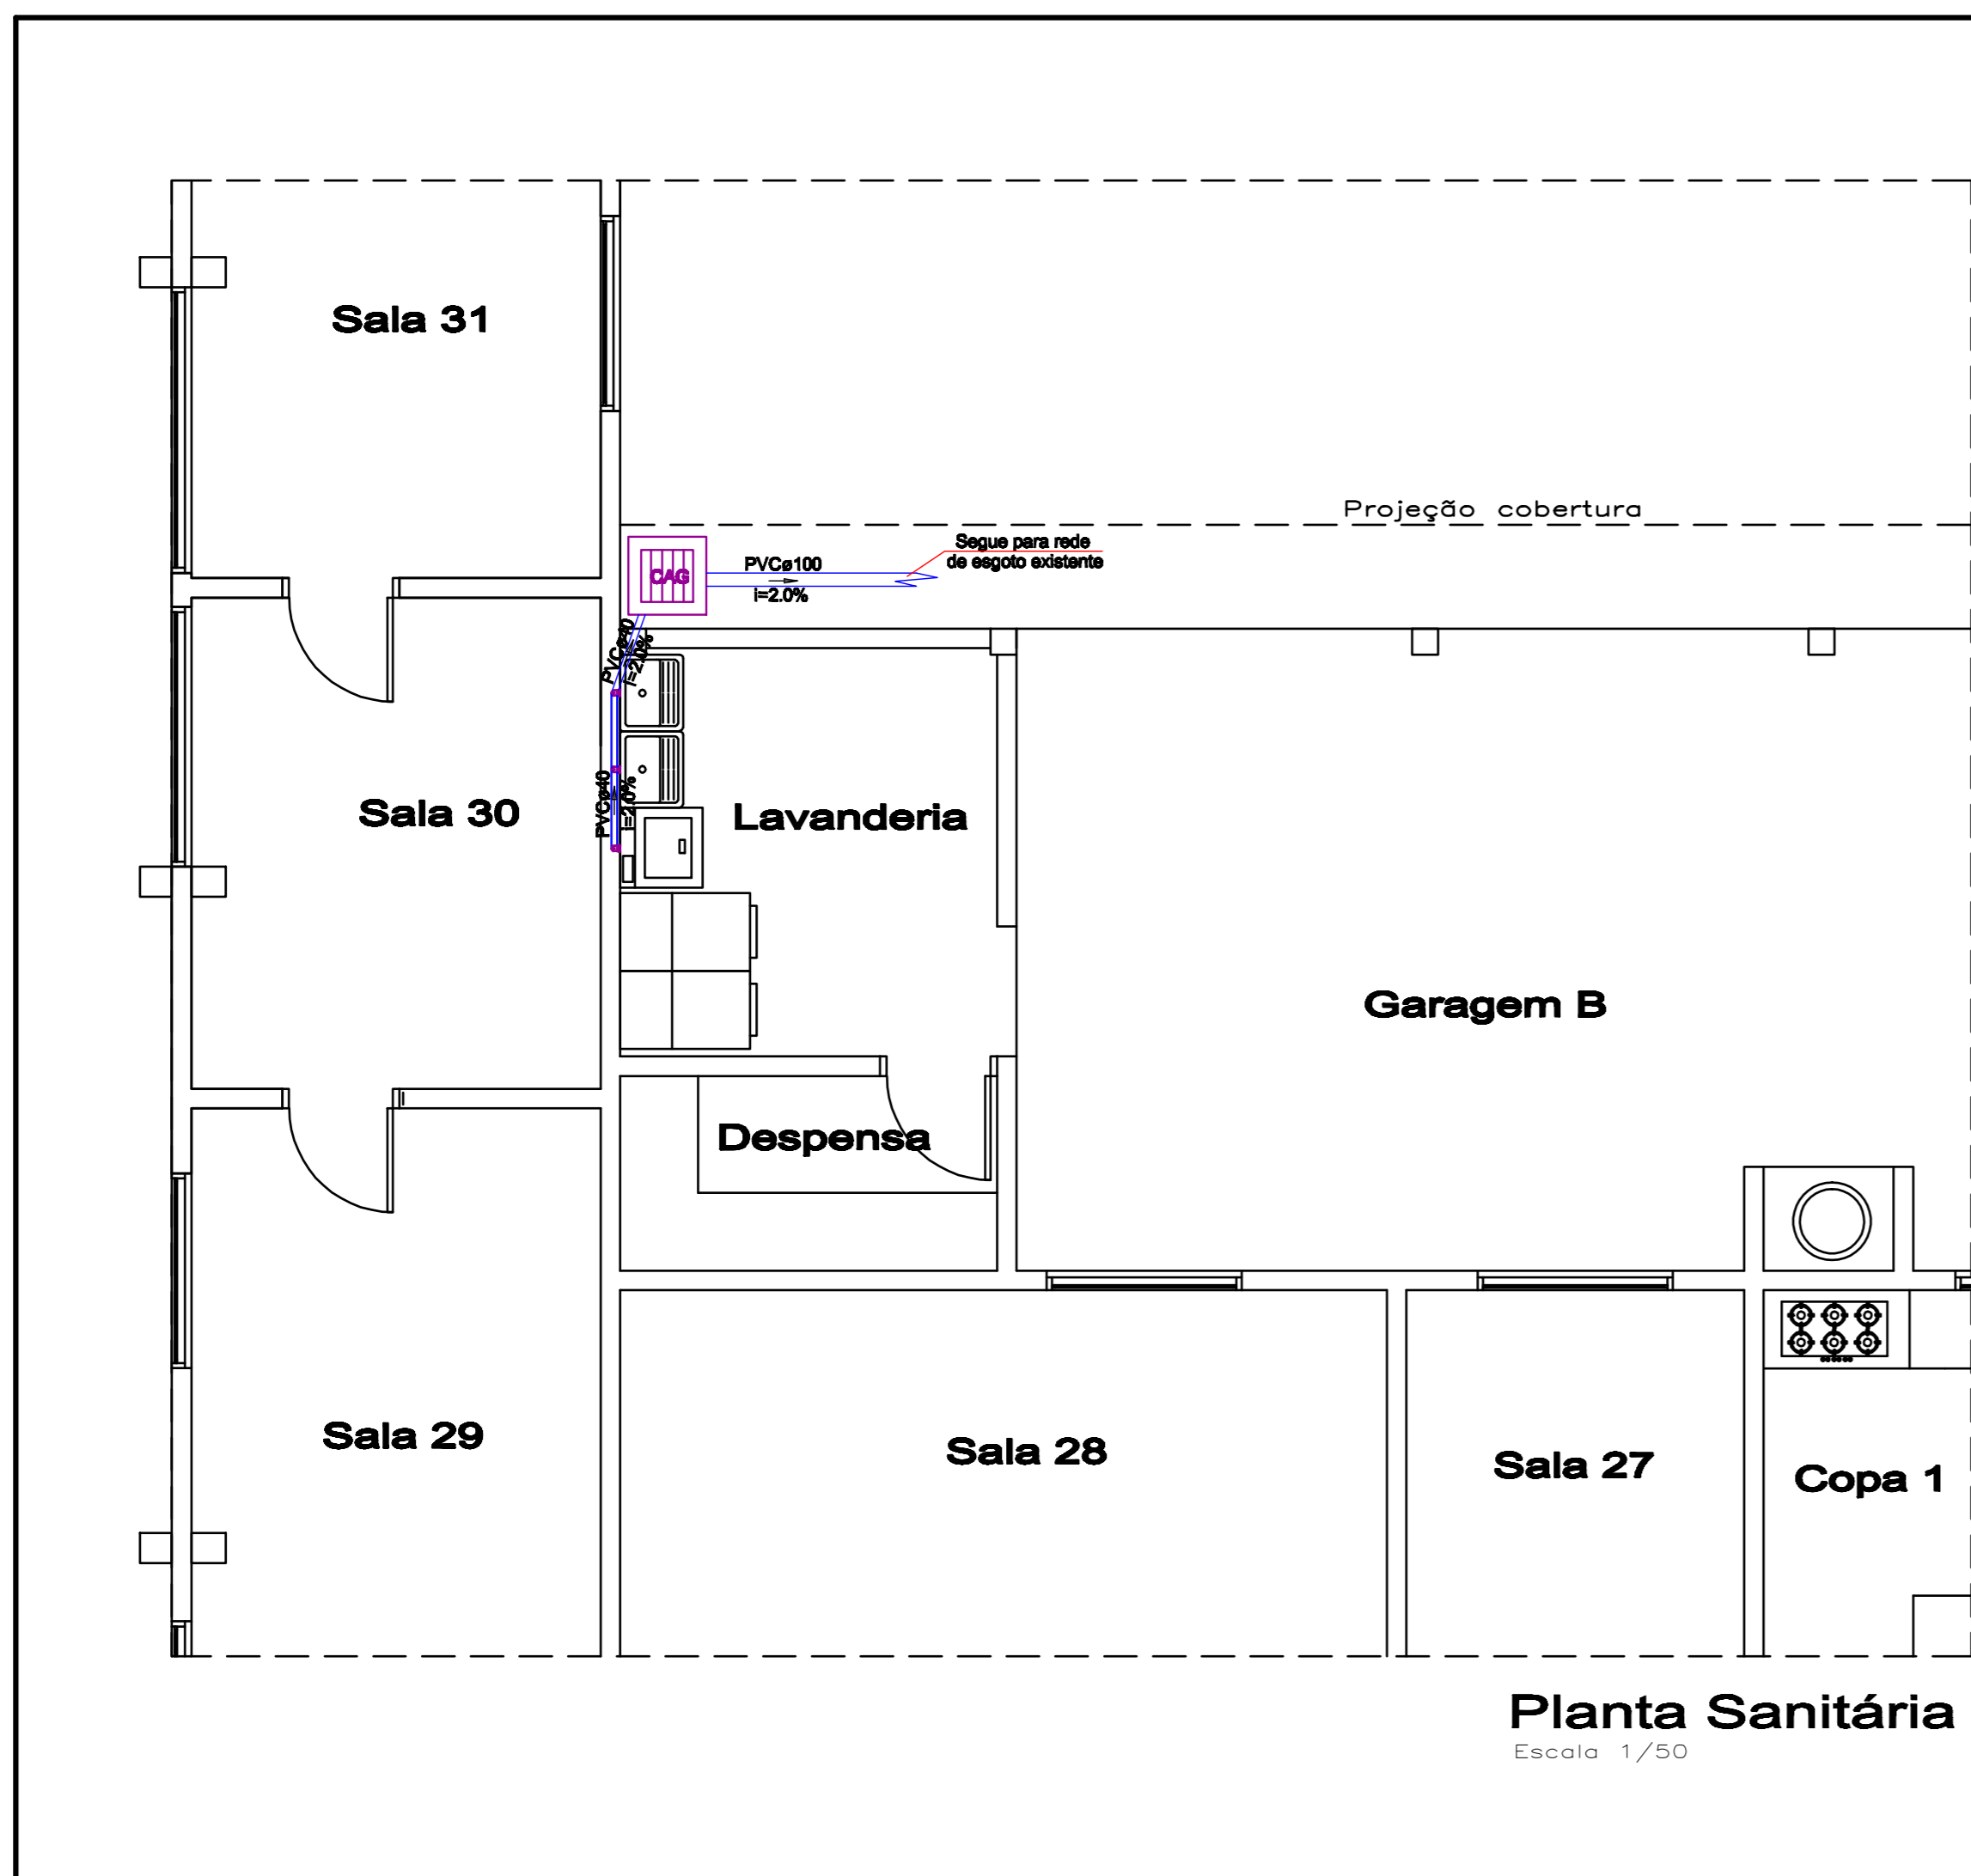 Sala 31
Projeção cobertura
Segue para rede
de esgoto existente
PVCø100
i=2.0%
CAG
PVCø40
i=2.0%
PVCø40
i=2.0%
Sala 30
Lavanderia
Garagem B
Despensa
Sala 29
Sala 28
Sala 27
Copa 1
Planta Sanitária
Escala 1/50